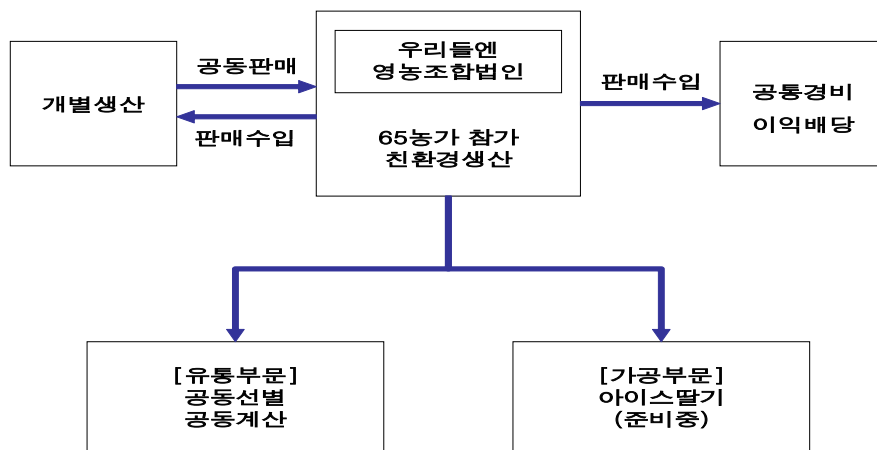 개별생산
공동판매
판매수입
우리들엔
영농조합법인
65농가 참가
친환경생산
판매수입
공통경비
이익배당
[유통부문]
공동선별
공동계산
[가공부문]
아이스딸기
(준비중)